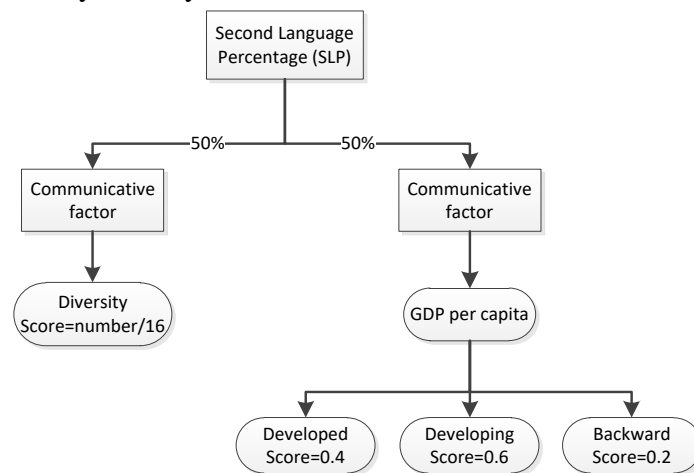 Second Language
Percentage (SLP)
50%
50%
Communicative
factor
Communicative
factor
Diversity
Score=number/16
GDP per capita
Developed
Score=0.4
Developing
Score=0.6
Backward
Score=0.2